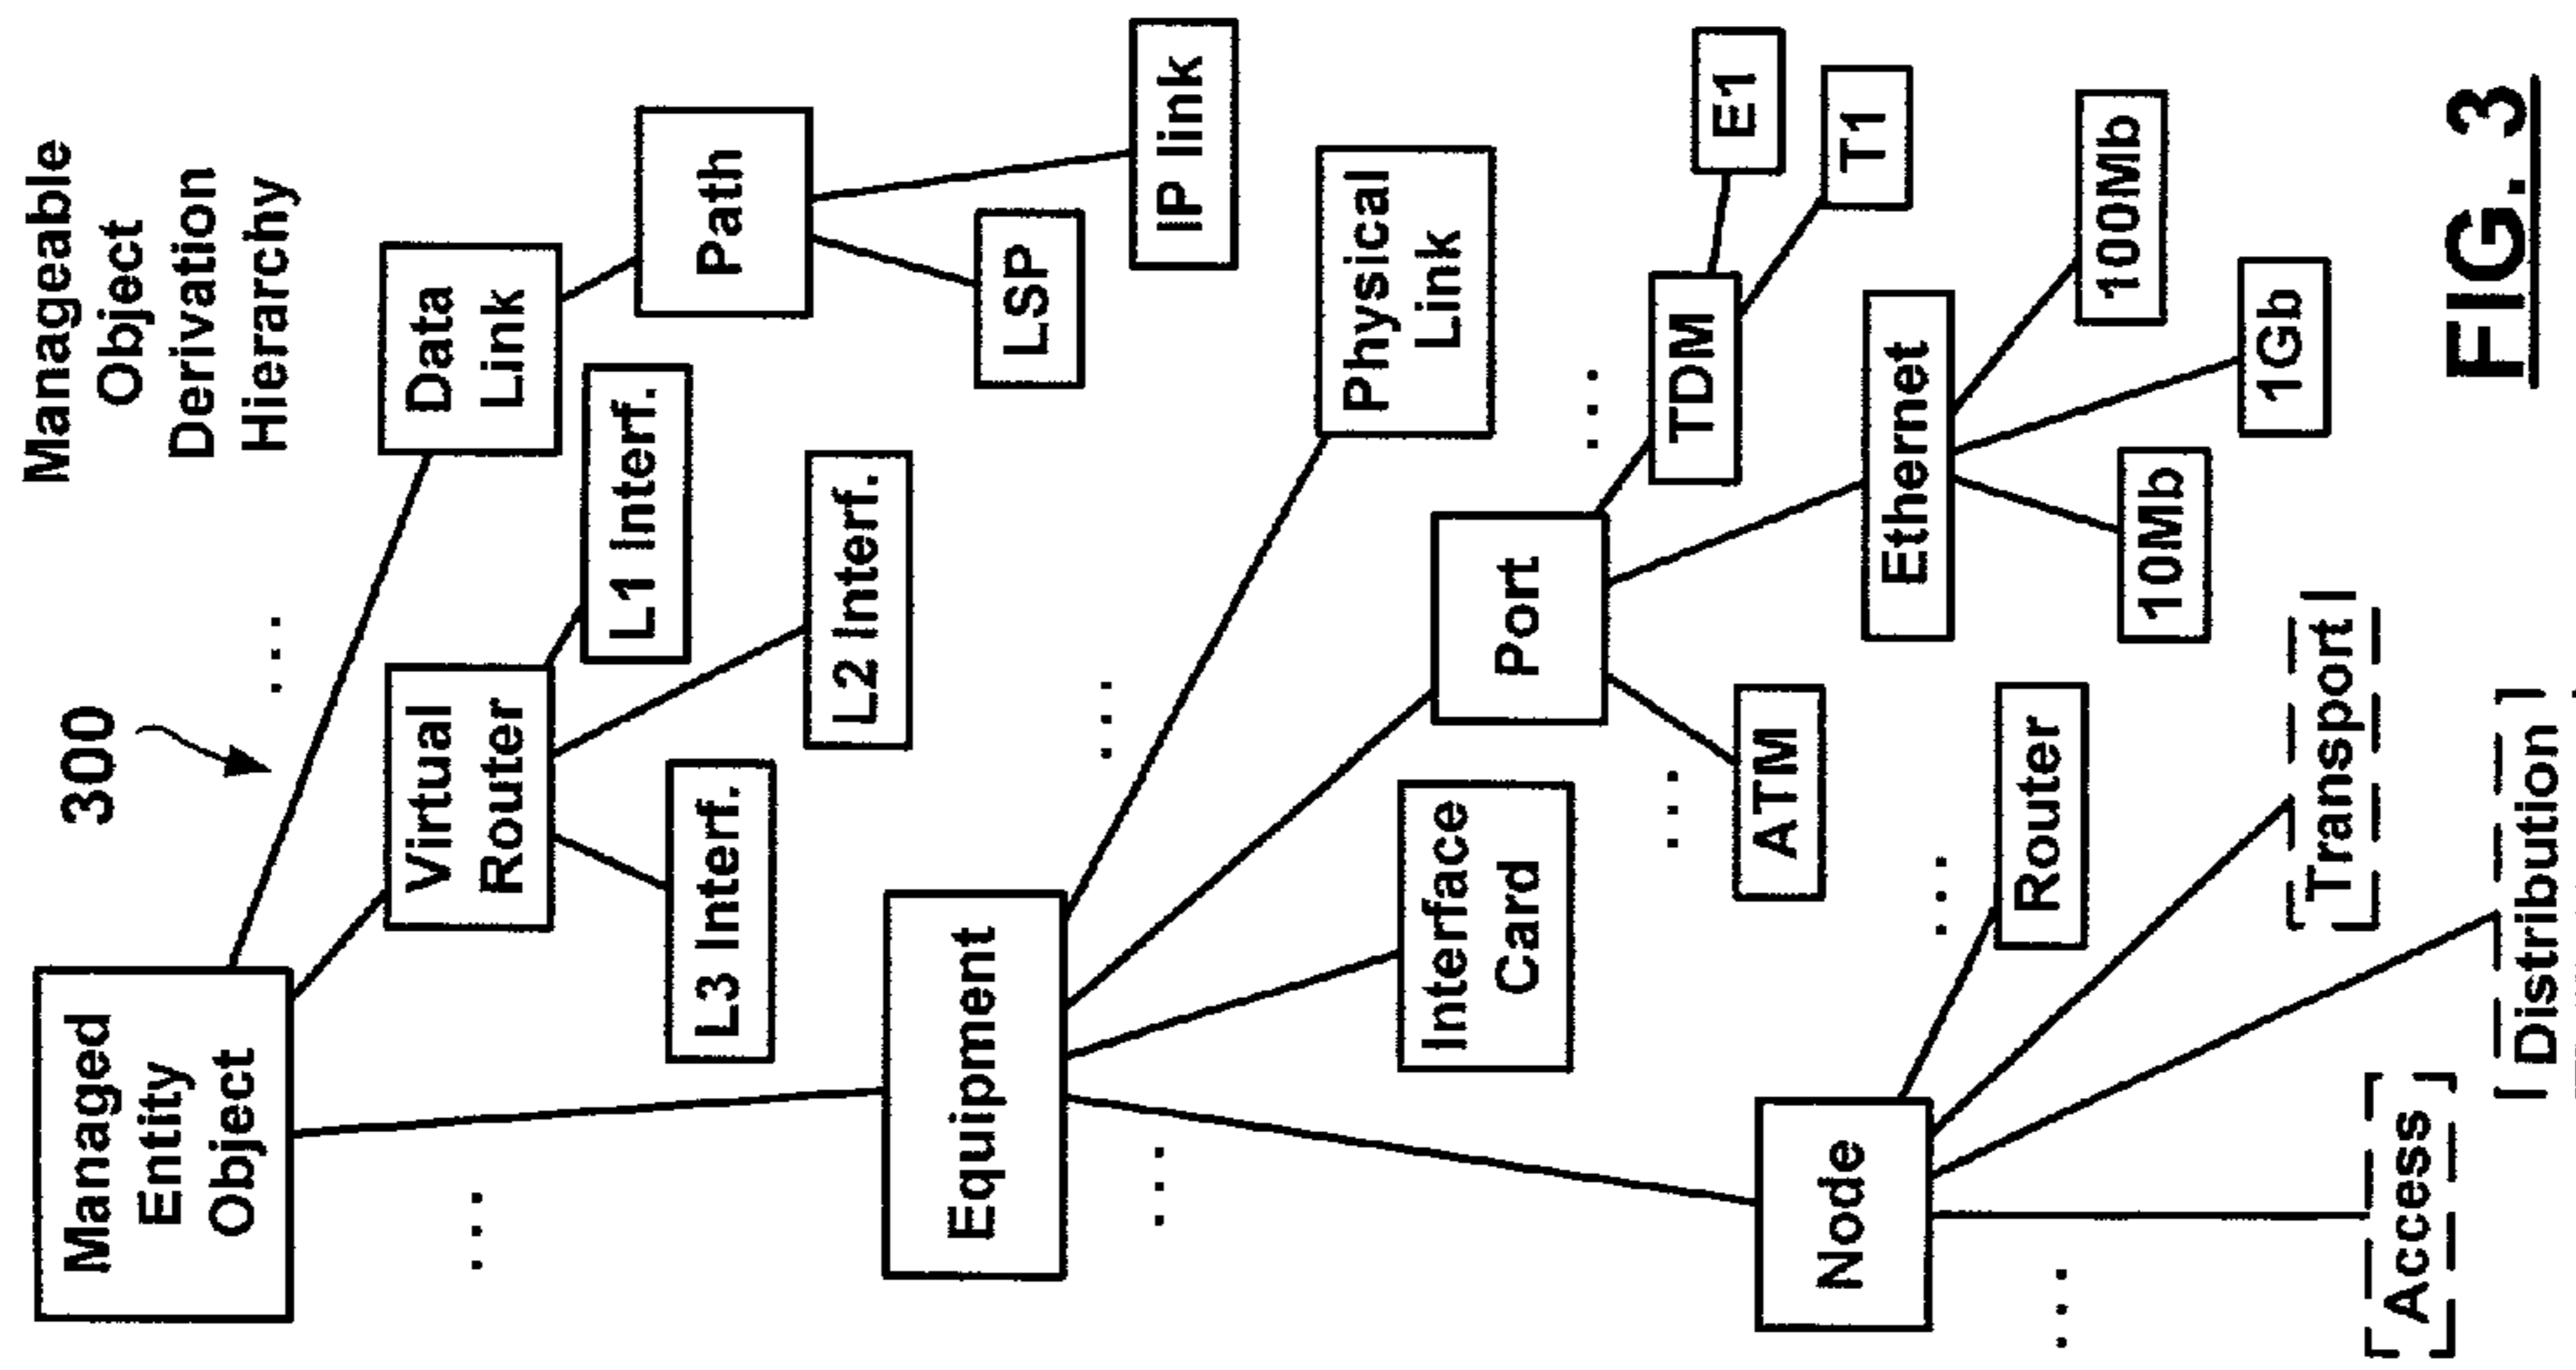 300
Manageable
Object
Derivation
Hierarchy
Managed
Entity
Object
...
...
Virtual
Router
Data
Link
L3 Interf.
L2 Interf.
L1 Interf.
Path
LSP
IP link
Equipment
...
...
Interface
Card
Port
Physical
Link
Node
...
...
ATM
...
TDM
E1
T1
Ethernet
10Mb
1Gb
100Mb
...
Router
Access
Distribution
Transport
FIG. 3